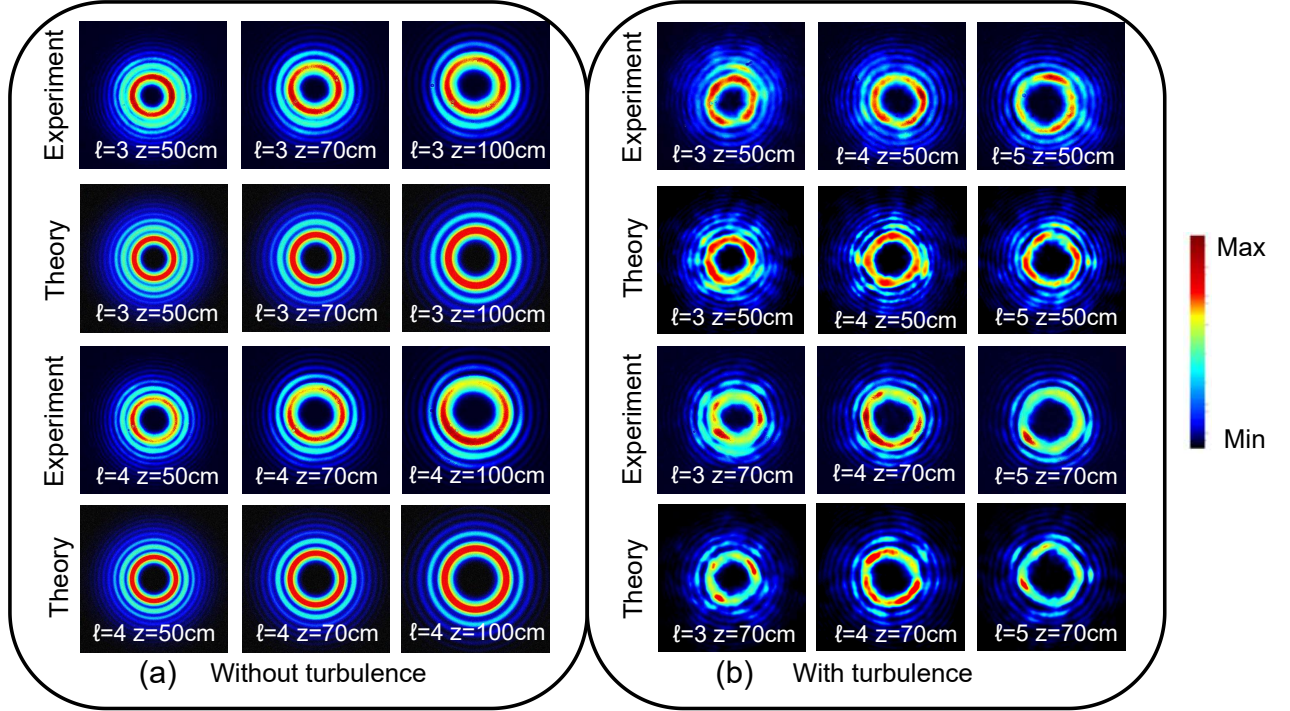 Experiment
ℓ=3 z=50cm
ℓ=3 z=70cm
ℓ=3 z=100cm
Theory
ℓ=3 z=50cm
ℓ=3 z=70cm
ℓ=3 z=100cm
Experiment
ℓ=4 z=50cm
ℓ=4 z=70cm
ℓ=4 z=100cm
Theory
ℓ=4 z=50cm
ℓ=4 z=70cm
ℓ=4 z=100cm
(a) Without turbulence
Experiment
ℓ=3 z=50cm
ℓ=4 z=50cm
ℓ=5 z=50cm
Theory
ℓ=3 z=50cm
ℓ=4 z=50cm
ℓ=5 z=50cm
Experiment
ℓ=3 z=70cm
ℓ=4 z=70cm
ℓ=5 z=70cm
Theory
ℓ=3 z=70cm
ℓ=4 z=70cm
ℓ=5 z=70cm
(b) With turbulence
Max
Min